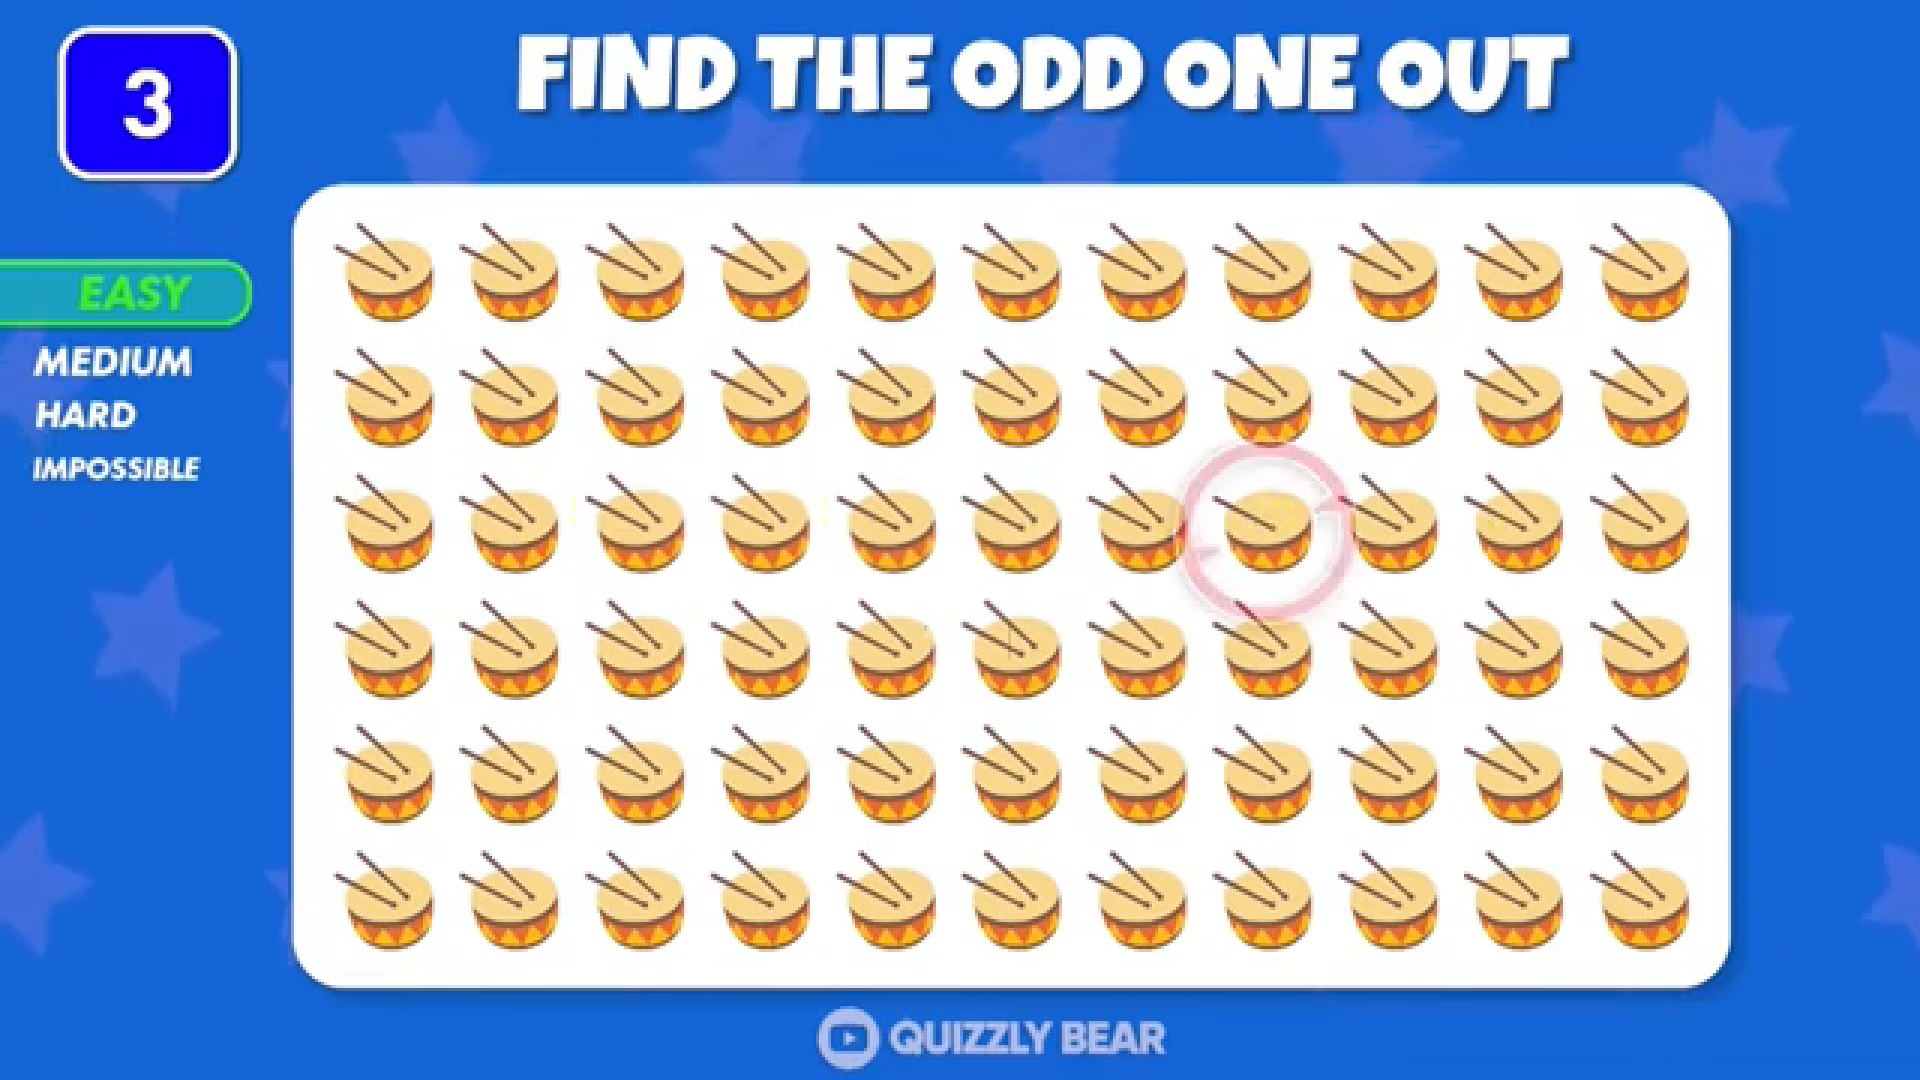 3
FIND THE ODD ONE OUT
EASY
MEDIUM
HARD
IMPOSSIBLE
QUIZZLY BEAR